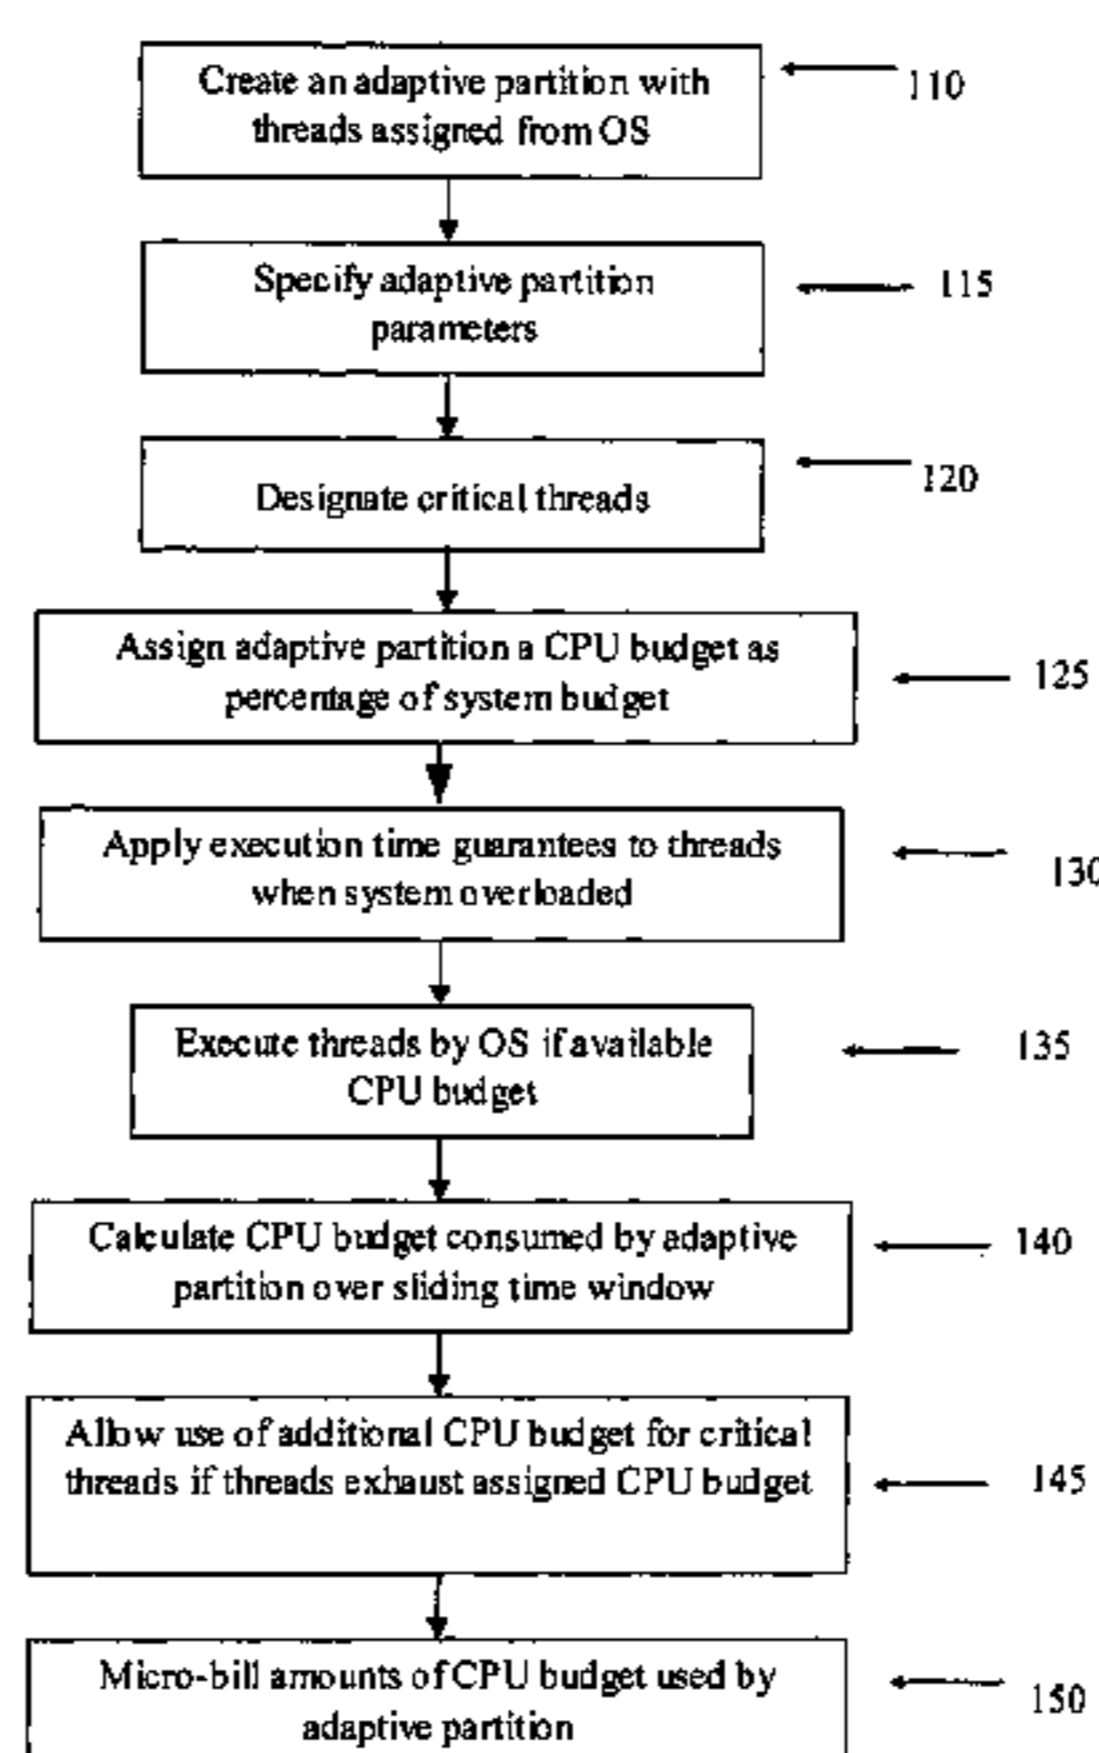 Create an adaptive partition with
threads assigned from OS
110
Specify adaptive partition
parameters
115
Designate critical threads
120
Assign adaptive partition a CPU budget as
percentage of system budget
125
Apply execution time guarantees to threads
when system overloaded
130
Execute threads by OS if available
CPU budget
135
Calculate CPU budget consumed by adaptive
partition over sliding time window
140
Allow use of additional CPU budget for critical
threads if threads exhaust assigned CPU budget
145
Micro-bill amounts of CPU budget used by
adaptive partition
150